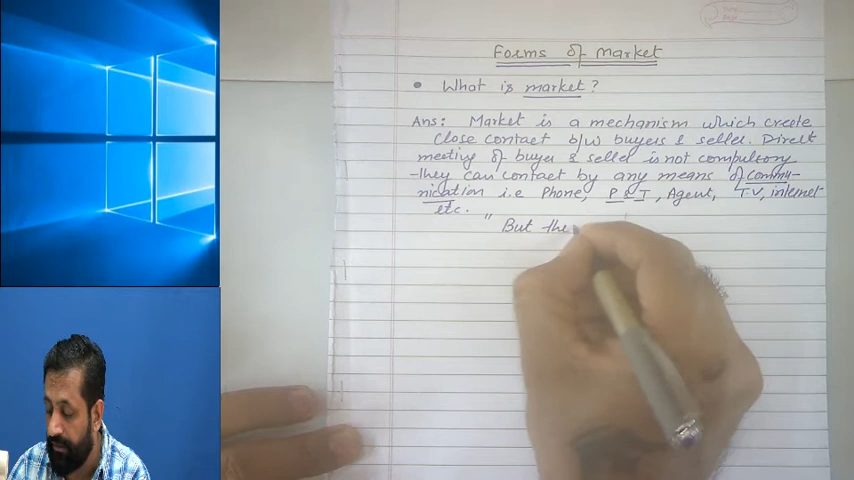 Date
Page
Forms of market
• What is market?
Ans: Market is a mechanism which create
close contact b/w buyers & seller. Direct
meeting of buyer & seller is not compulsory
they can contact by any means of commu-
nication i.e Phone, P & T, Agent, T.V, internet
etc.
" But the